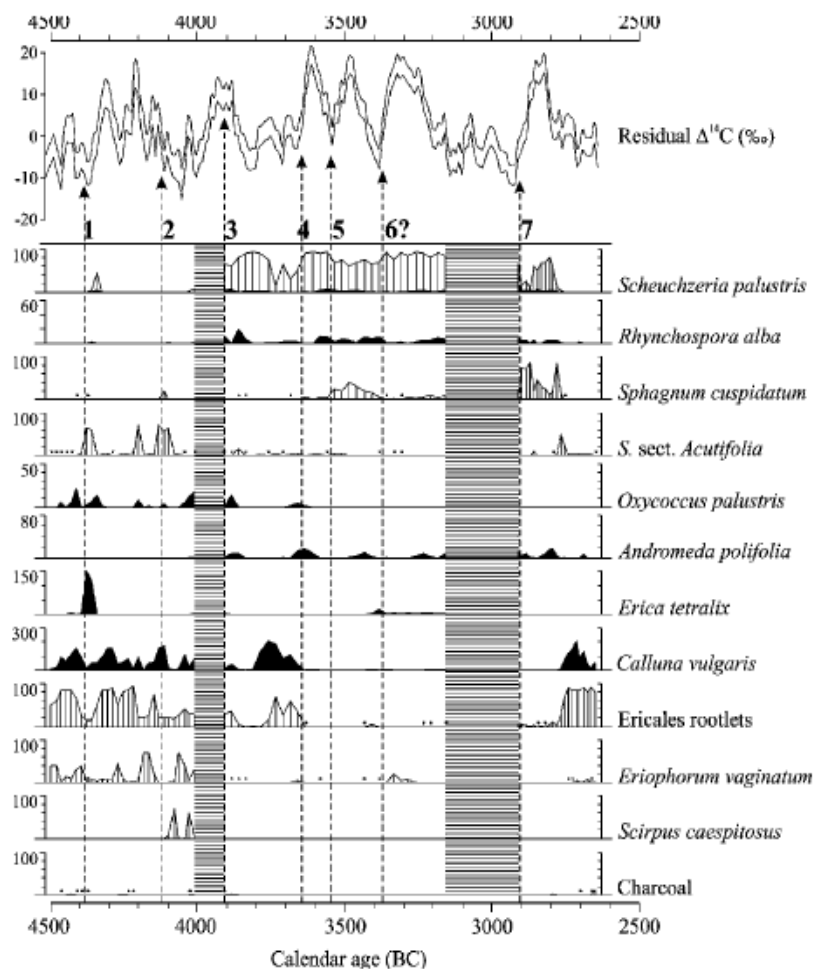 4500 4000 3500 3000 2500
20
10
0
-10
-20
Residual Δ¹⁴C (‰)
1 2 3 4 5 6? 7
100 Scheuchzeria palustris
60 Rhynchospora alba
100 Sphagnum cuspidatum
100 S. sect. Acutifolia
50 Oxycoccus palustris
80 Andromeda polifolia
150 Erica tetralix
300 Calluna vulgaris
100 Ericales rootlets
100 Eriophorum vaginatum
100 Scirpus caespitosus
100 Charcoal
4500 4000 3500 3000 2500
Calendar age (BC)